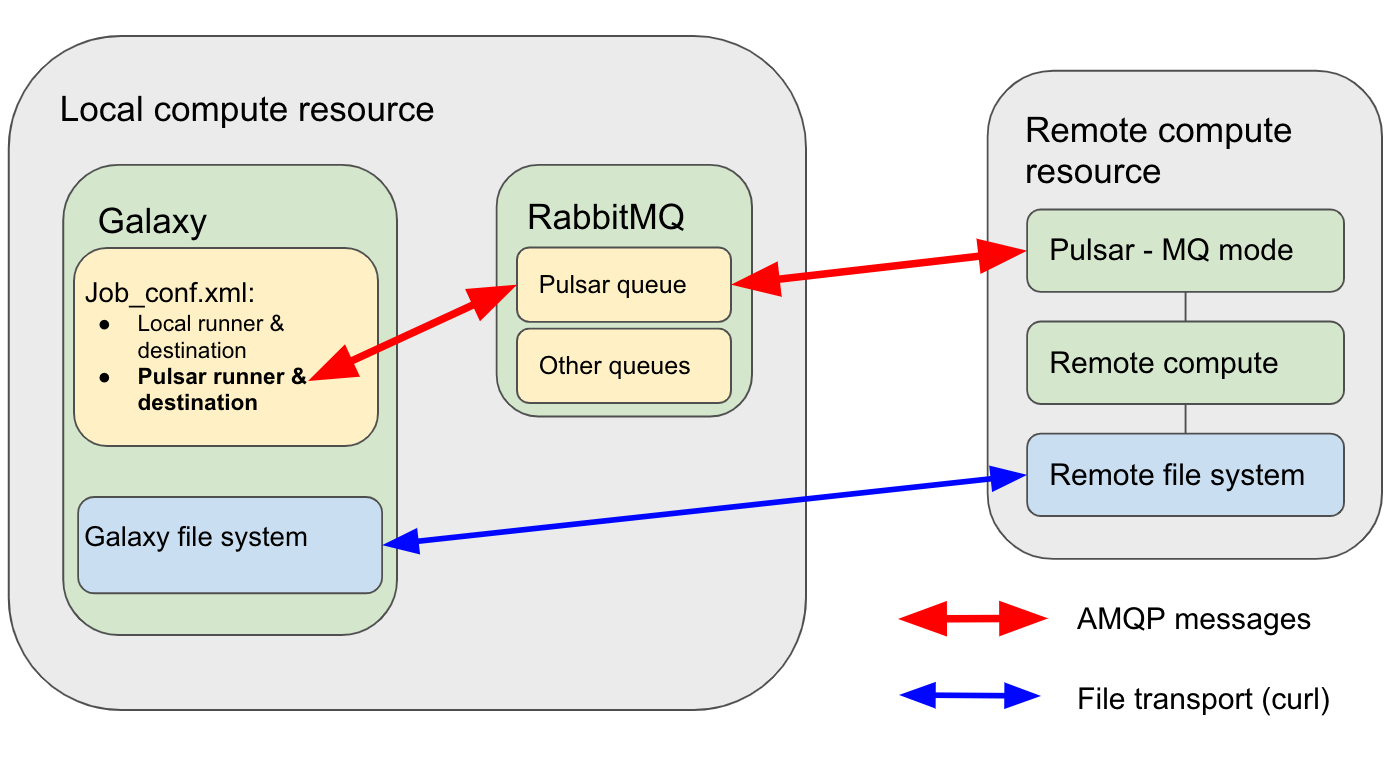 Local compute resource
Galaxy
Job_conf.xml:
● Local runner &
destination
● Pulsar runner &
destination
Galaxy file system
RabbitMQ
Pulsar queue
Other queues
Remote compute
resource
Pulsar - MQ mode
Remote compute
Remote file system
AMQP messages
File transport (curl)